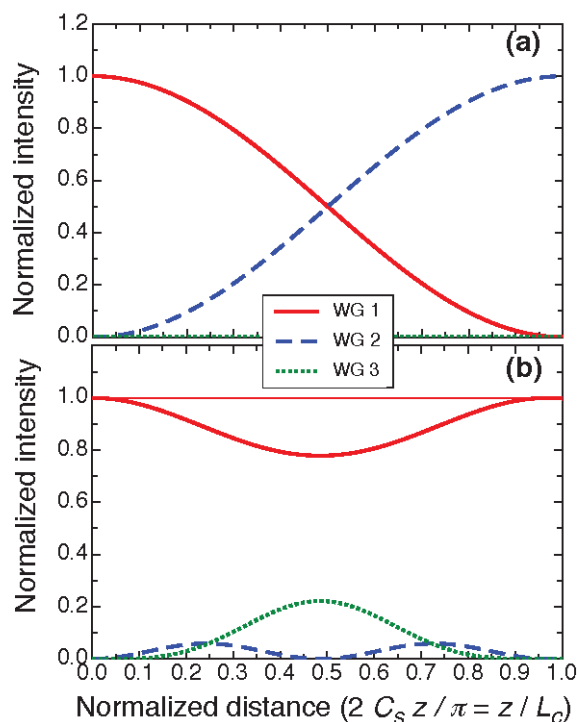 1.2
(a)
1.0
0.8
0.6
0.4
0.2
0.0
Normalized intensity
WG 1
WG 2
WG 3
(b)
1.0
0.8
0.6
0.4
0.2
0.0
Normalized intensity
0.0 0.1 0.2 0.3 0.4 0.5 0.6 0.7 0.8 0.9 1.0
Normalized distance (2 C_s z / π = z / L_C)